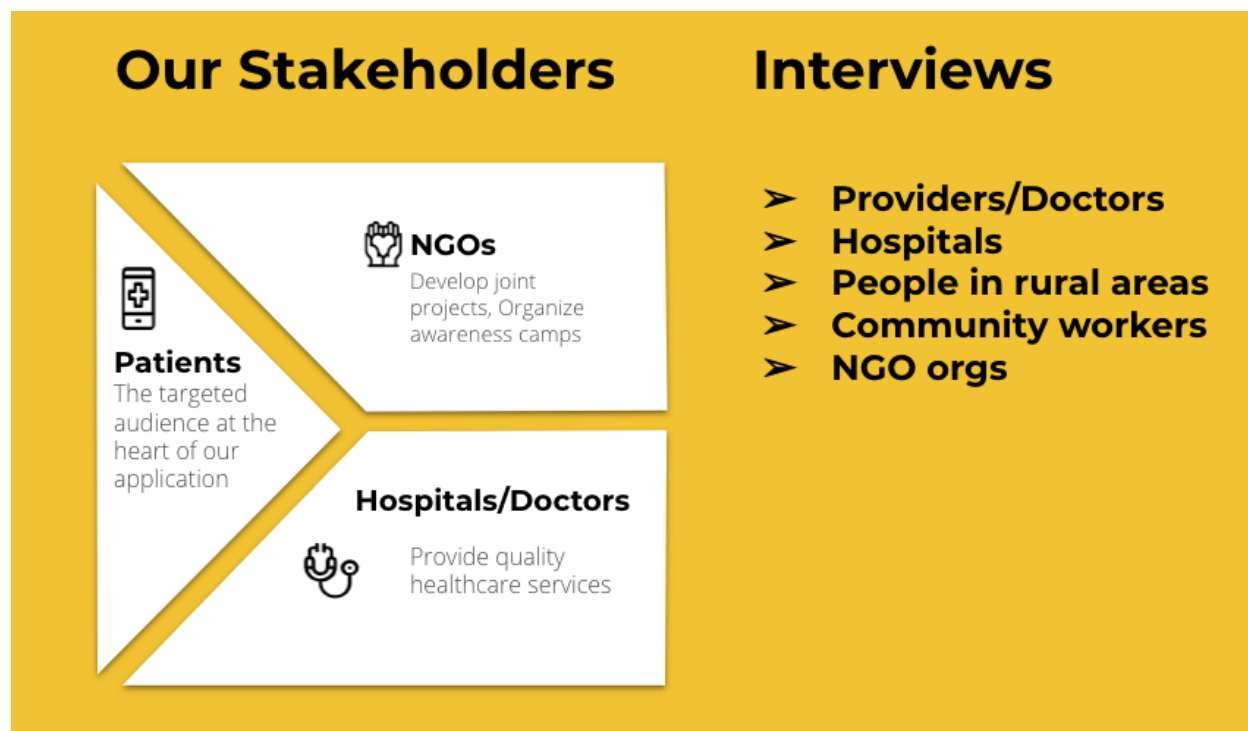 Our Stakeholders
NGOs
Develop joint
projects, Organize
awareness camps
Patients
The targeted
audience at the
heart of our
application
Hospitals/Doctors
Provide quality
healthcare services
Interviews
➢ Providers/Doctors
➢ Hospitals
➢ People in rural areas
➢ Community workers
➢ NGO orgs